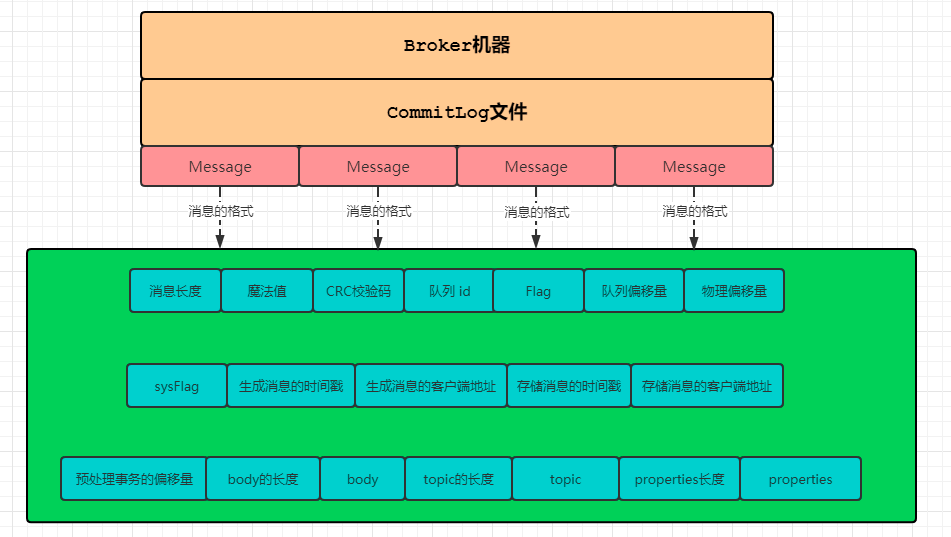 Broker机器
CommitLog文件
Message Message Message Message
消息的格式 消息的格式 消息的格式 消息的格式
消息长度 魔法值 CRC校验码 队列 id Flag 队列偏移量 物理偏移量
sysFlag 生成消息的时间戳 生成消息的客户端地址 存储消息的时间戳 存储消息的客户端地址
预处理事务的偏移量 body的长度 body topic的长度 topic properties长度 properties